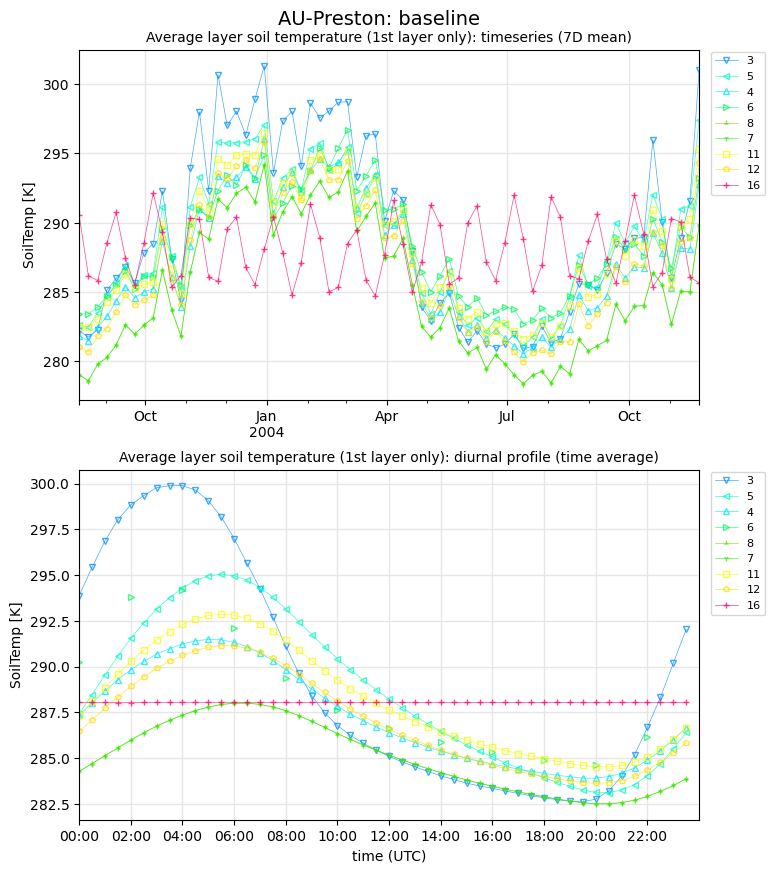 AU-Preston: baseline
Average layer soil temperature (1st layer only): timeseries (7D mean)
300
295
290
285
280
SoilTemp [K]
Oct
Jan
2004
Apr
Jul
Oct
3
5
4
6
8
7
11
12
16
Average layer soil temperature (1st layer only): diurnal profile (time average)
300.0
297.5
295.0
292.5
290.0
287.5
285.0
282.5
SoilTemp [K]
00:00 02:00 04:00 06:00 08:00 10:00 12:00 14:00 16:00 18:00 20:00 22:00
time (UTC)
3
5
4
6
8
7
11
12
16